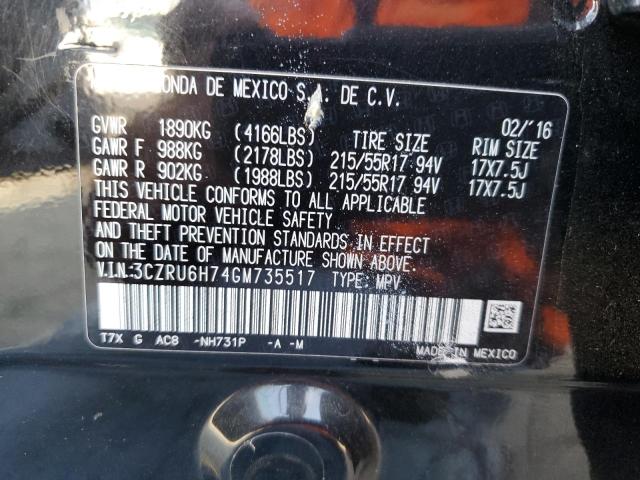 ONDA DE MEXICO S.A. DE C.V.
02/'16
GVWR 1890KG (4166LBS) TIRE SIZE RIM SIZE
GAWR F 988KG (2178LBS) 215/55R17 94V 17X7.5J
GAWR R 902KG (1988LBS) 215/55R17 94V 17X7.5J
THIS VEHICLE CONFORMS TO ALL APPLICABLE
FEDERAL MOTOR VEHICLE SAFETY,
AND THEFT PREVENTION STANDARDS IN EFFECT
ON THE DATE OF MANUFACTURE SHOWN ABOVE.
V.I.N.:3CZRU6H74GM735517 TYPE: MPV
T7X G AC8 -NH731P -A -M
MADE IN MEXICO